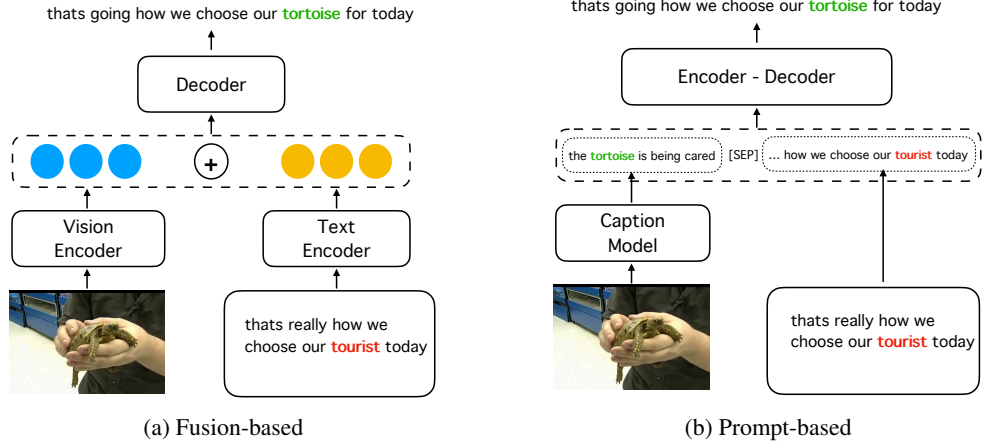 thats going how we choose our tortoise for today
Decoder
+
Vision
Encoder
Text
Encoder
thats really how we
choose our tourist today
(a) Fusion-based
thats going how we choose our tortoise for today
Encoder - Decoder
the tortoise is being cared [SEP] ... how we choose our tourist today
Caption
Model
thats really how we
choose our tourist today
(b) Prompt-based